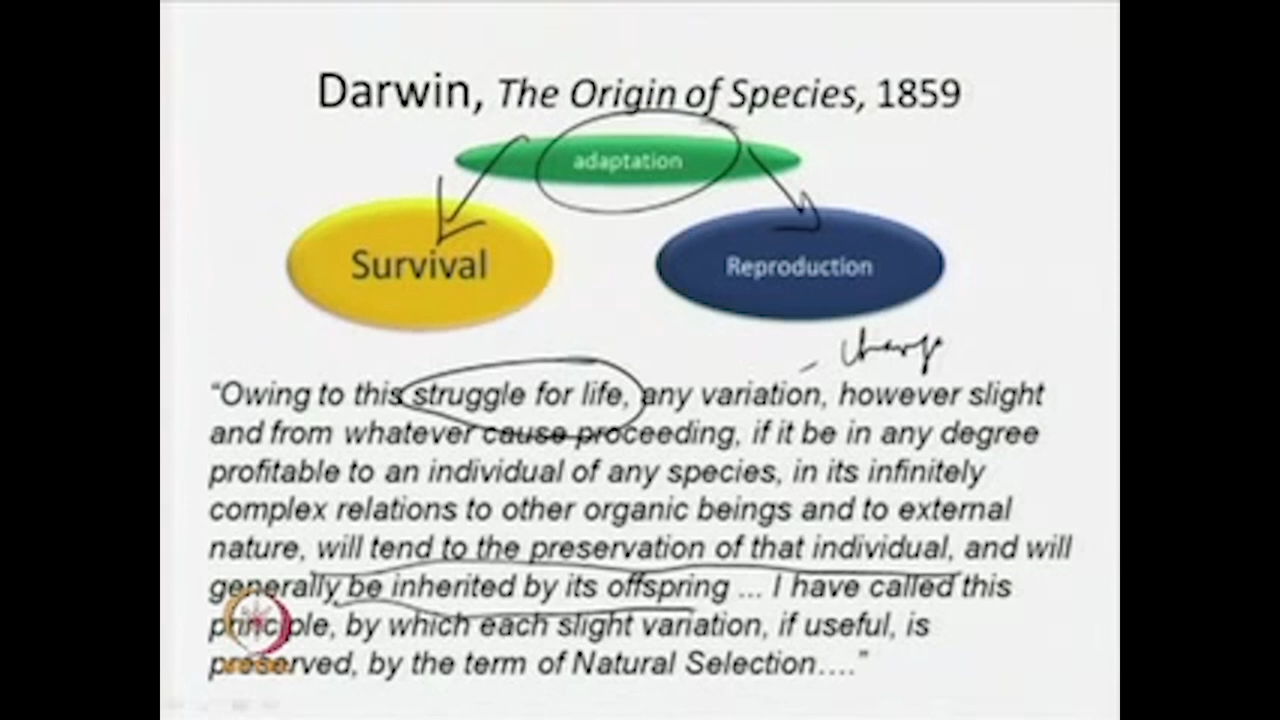 Darwin, The Origin of Species, 1859
adaptation
Survival
Reproduction
change
“Owing to this struggle for life, any variation, however slight
and from whatever cause proceeding, if it be in any degree
profitable to an individual of any species, in its infinitely
complex relations to other organic beings and to external
nature, will tend to the preservation of that individual, and will
generally be inherited by its offspring ... I have called this
principle, by which each slight variation, if useful, is
preserved, by the term of Natural Selection....”